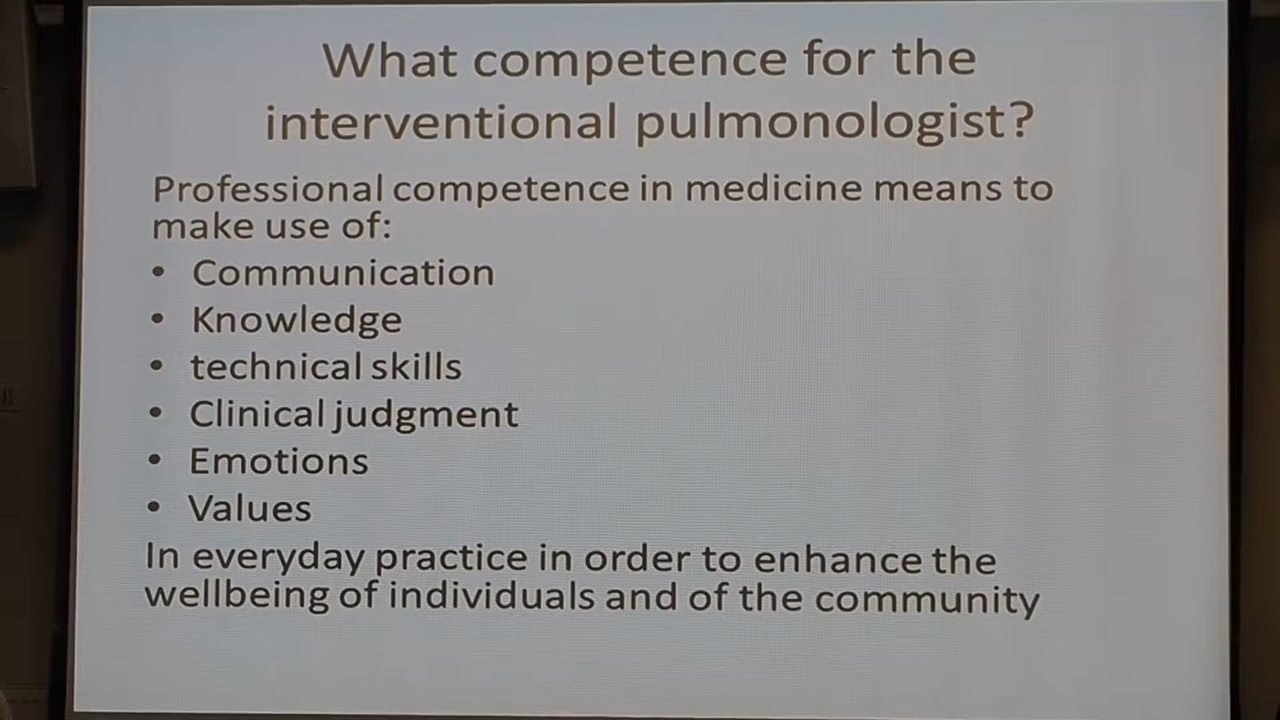 What competence for the
interventional pulmonologist?
Professional competence in medicine means to
make use of:
• Communication
• Knowledge
• technical skills
• Clinical judgment
• Emotions
• Values
In everyday practice in order to enhance the
wellbeing of individuals and of the community